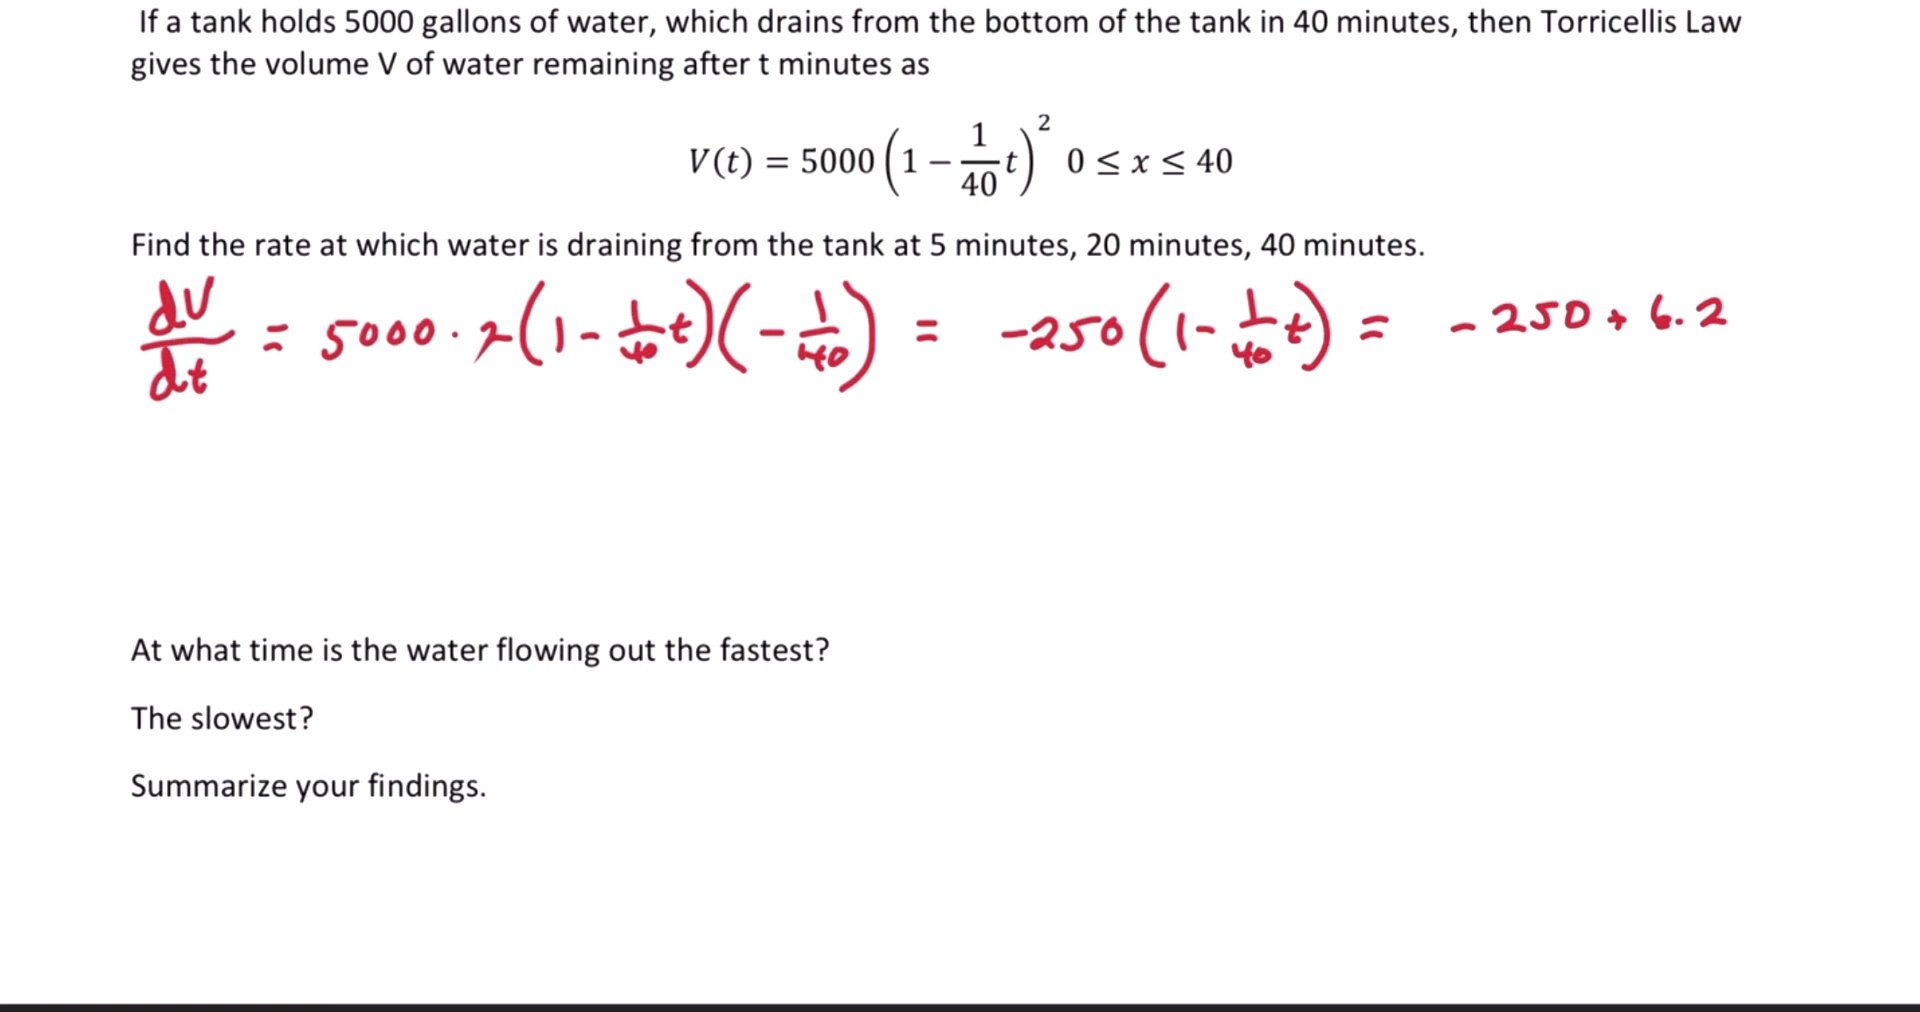 If a tank holds 5000 gallons of water, which drains from the bottom of the tank in 40 minutes, then Torricellis Law
gives the volume V of water remaining after t minutes as
V(t) = 5000 (1 − 1/40 t)² 0 ≤ x ≤ 40
Find the rate at which water is draining from the tank at 5 minutes, 20 minutes, 40 minutes.
dV/dt = 5000 · 2(1 - 1/40 t)(- 1/40) = -250(1 - 1/40 t) = -250 + 6.2
At what time is the water flowing out the fastest?
The slowest?
Summarize your findings.